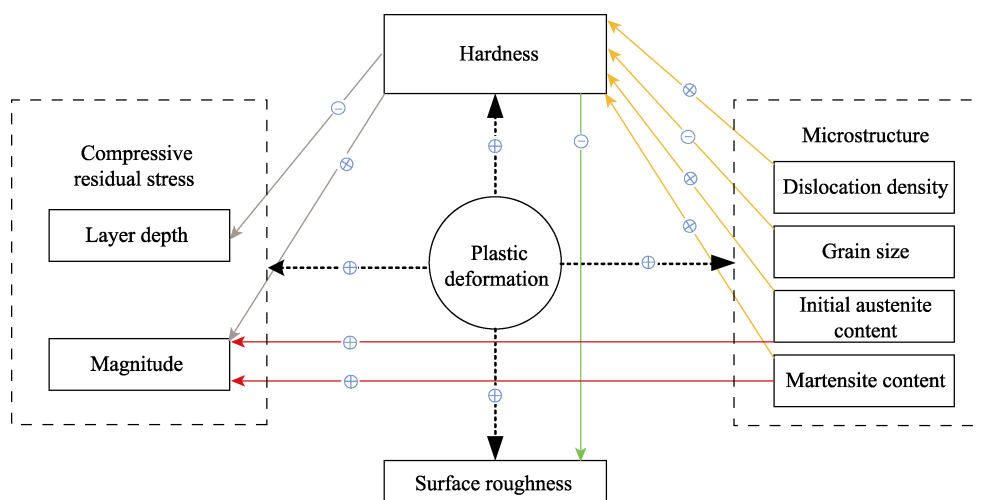 Hardness
Compressive
residual stress
Layer depth
Magnitude
Plastic
deformation
Microstructure
Dislocation density
Grain size
Initial austenite
content
Martensite content
Surface roughness